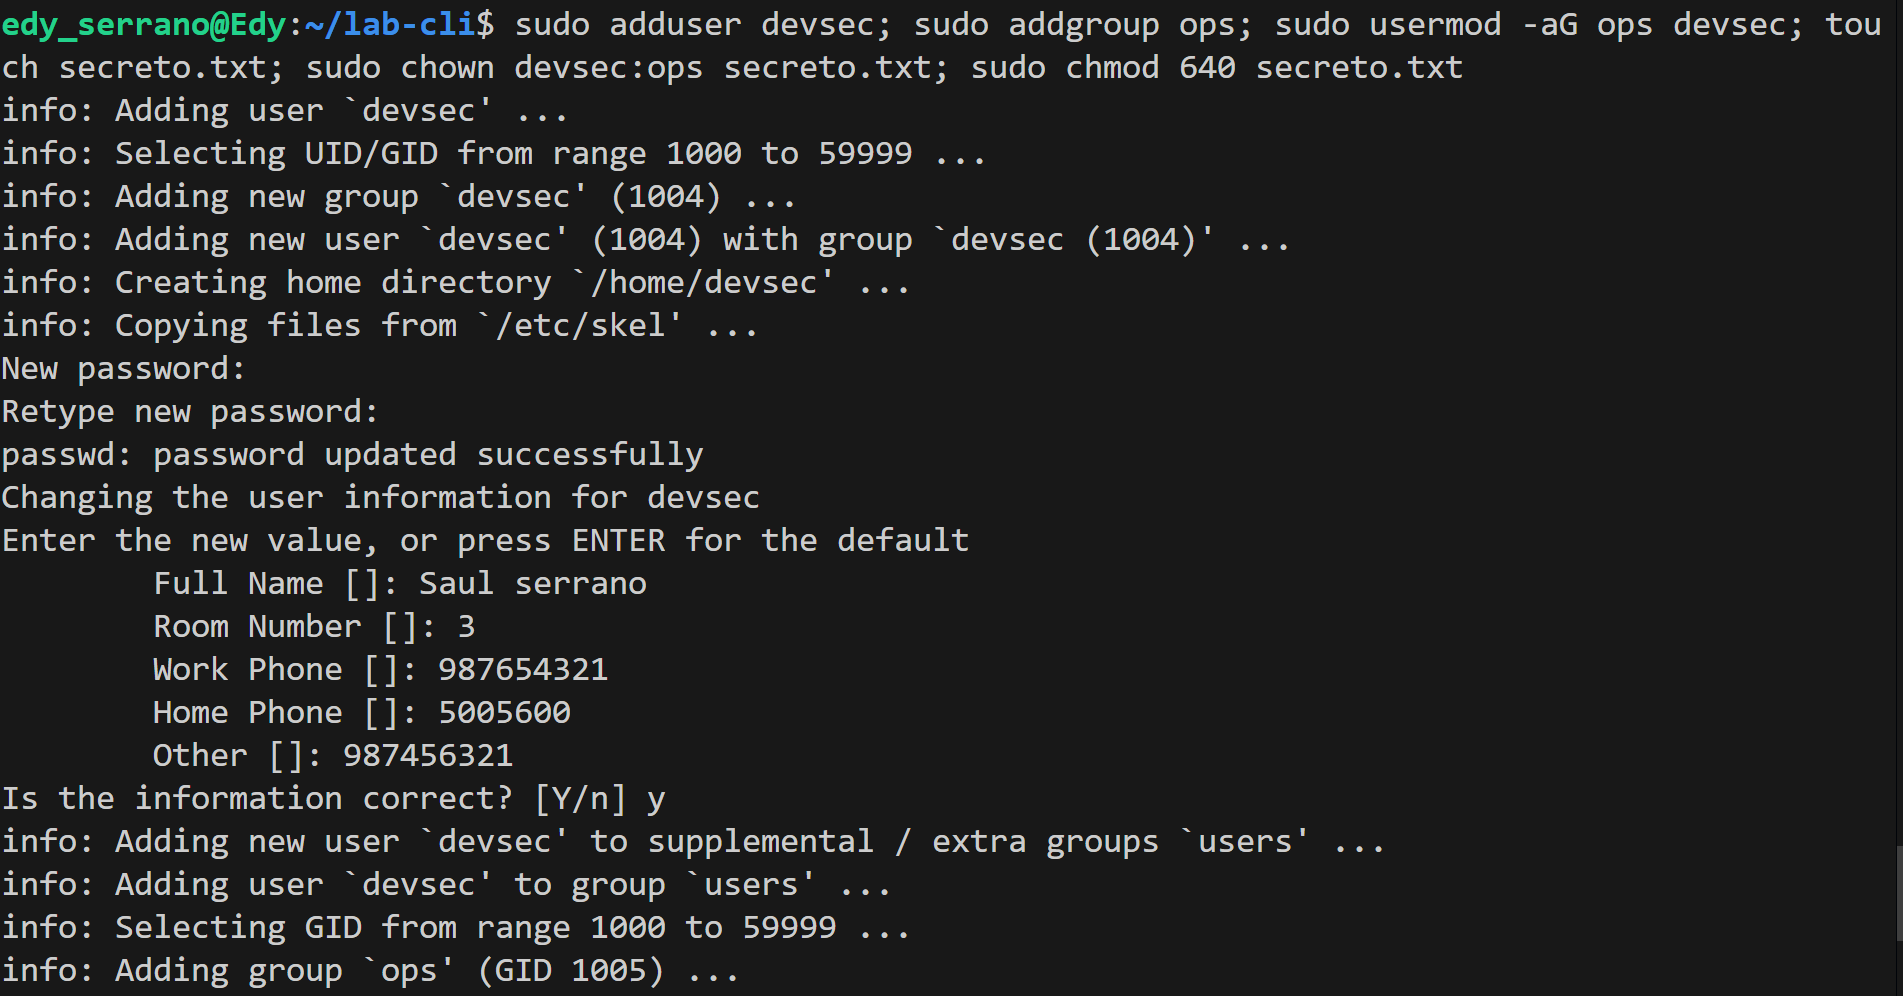 edy_serrano@Edy:~/lab-cli$ sudo adduser devsec; sudo addgroup ops; sudo usermod -aG ops devsec; tou
ch secreto.txt; sudo chown devsec:ops secreto.txt; sudo chmod 640 secreto.txt
info: Adding user `devsec' ...
info: Selecting UID/GID from range 1000 to 59999 ...
info: Adding new group `devsec' (1004) ...
info: Adding new user `devsec' (1004) with group `devsec (1004)' ...
info: Creating home directory `/home/devsec' ...
info: Copying files from `/etc/skel' ...
New password:
Retype new password:
passwd: password updated successfully
Changing the user information for devsec
Enter the new value, or press ENTER for the default
        Full Name []: Saul serrano
        Room Number []: 3
        Work Phone []: 987654321
        Home Phone []: 5005600
        Other []: 987456321
Is the information correct? [Y/n] y
info: Adding new user `devsec' to supplemental / extra groups `users' ...
info: Adding user `devsec' to group `users' ...
info: Selecting GID from range 1000 to 59999 ...
info: Adding group `ops' (GID 1005) ...